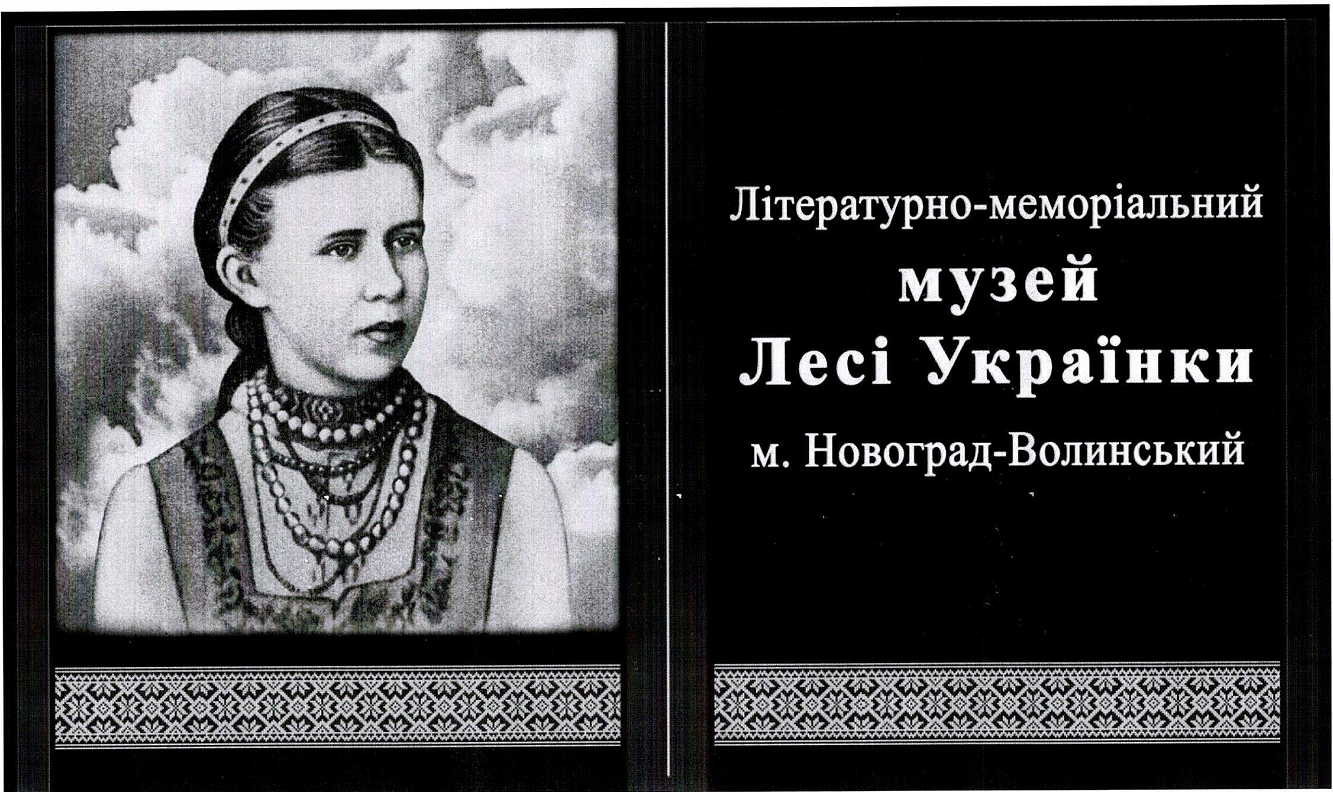 Літературно-меморіальний
музей
Лесі Українки
м. Новоград-Волинський